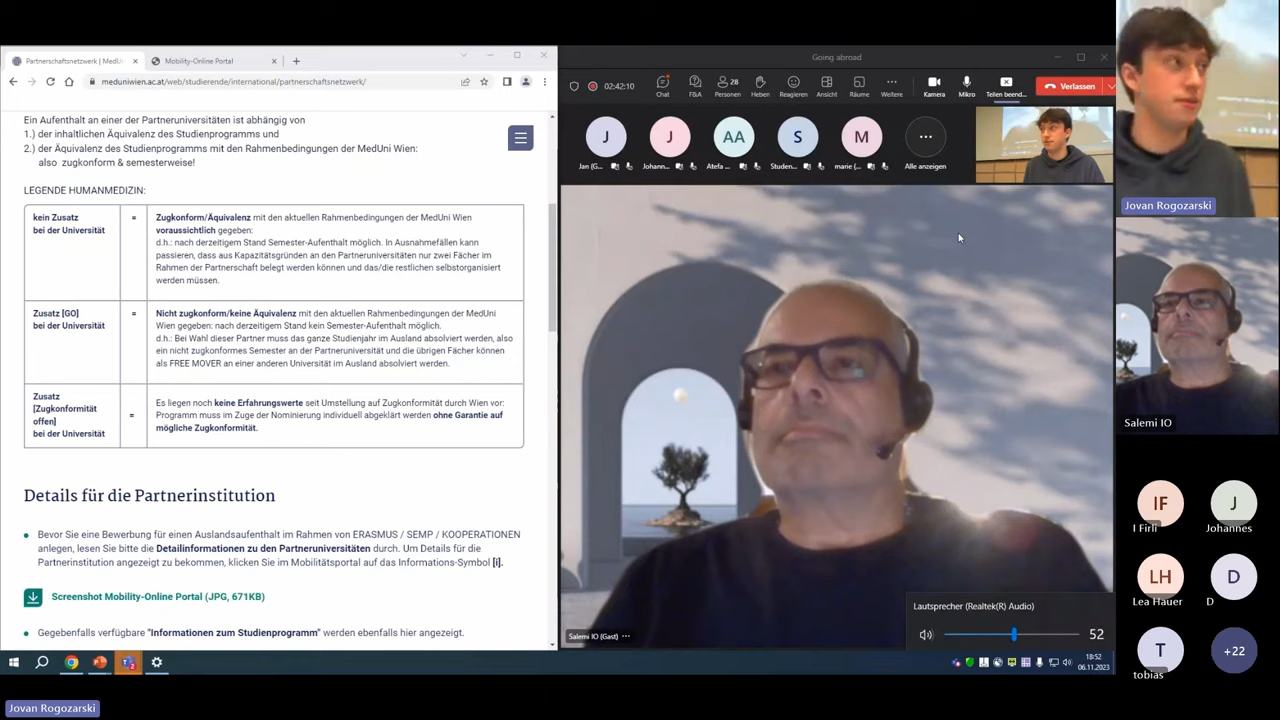 Partnerschaftsnetzwerk | MedU
Mobility-Online Portal
meduniwien.ac.at/web/studierende/international/partnerschaftsnetzwerk/
Ein Aufenthalt an einer der Partneruniversitäten ist abhängig von
1.) der inhaltlichen Äquivalenz des Studienprogramms und
2.) der Äquivalenz des Studienprogramms mit den Rahmenbedingungen der MedUni Wien:
also zugkonform & semesterweise!
LEGENDE HUMANMEDIZIN:
kein Zusatz
bei der Universität
=
Zugkonform/Äquivalenz mit den aktuellen Rahmenbedingungen der MedUni Wien
voraussichtlich gegeben:
d.h.: nach derzeitigem Stand Semester-Aufenthalt möglich. In Ausnahmefällen kann
passieren, dass aus Kapazitätsgründen an den Partneruniversitäten nur zwei Fächer im
Rahmen der Partnerschaft belegt werden können und das/die restlichen selbstorganisiert
werden müssen.
Zusatz [GO]
bei der Universität
=
Nicht zugkonform/keine Äquivalenz mit den aktuellen Rahmenbedingungen der MedUni
Wien gegeben: nach derzeitigem Stand kein Semester-Aufenthalt möglich.
d.h.: Bei Wahl dieser Partner muss das ganze Studienjahr im Ausland absolviert werden, also
ein nicht zugkonformes Semester an der Partneruniversität und die übrigen Fächer können
als FREE MOVER an einer anderen Universität im Ausland absolviert werden.
Zusatz
[Zugkonformität
offen]
bei der Universität
=
Es liegen noch keine Erfahrungswerte seit Umstellung auf Zugkonformität durch Wien vor:
Programm muss im Zuge der Nominierung individuell abgeklärt werden ohne Garantie auf
mögliche Zugkonformität.
Details für die Partnerinstitution
Bevor Sie eine Bewerbung für einen Auslandsaufenthalt im Rahmen von ERASMUS / SEMP / KOOPERATIONEN
anlegen, lesen Sie bitte die Detailinformationen zu den Partneruniversitäten durch. Um Details für die
Partnerinstitution angezeigt zu bekommen, klicken Sie im Mobilitätsportal auf das Informations-Symbol [i].
Screenshot Mobility-Online Portal (JPG, 671KB)
Gegebenfalls verfügbare "Informationen zum Studienprogramm" werden ebenfalls hier angezeigt.
Going abroad
02:42:10
Chat
F&A
28
Personen
Heben
Reagieren
Ansicht
Räume
Weitere
Kamera
Mikro
Teilen beend...
Verlassen
J
J
AA
S
M
Jan (G...
Johann...
Atefa ...
Studen...
marie (...
Alle anzeigen
Salemi IO (Gast)
Lautsprecher (Realtek(R) Audio)
52
18:52
06.11.2023
Jovan Rogozarski
Salemi IO
IF
I Firli
J
Johannes
LH
Lea Hauer
D
D
T
tobias
+22
Jovan Rogozarski